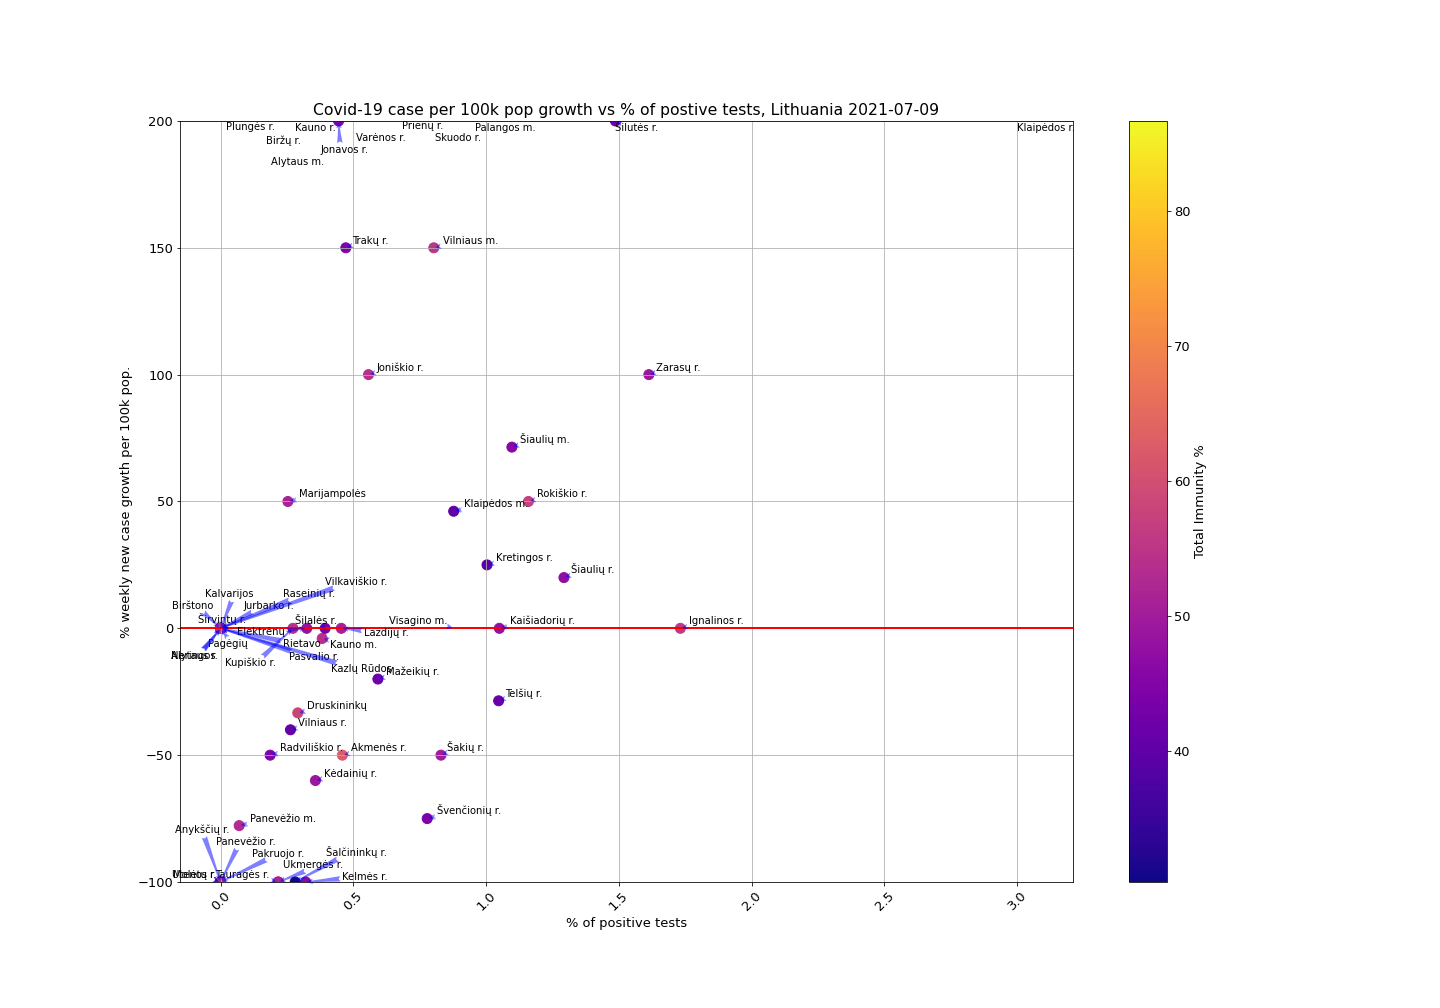 Covid-19 case per 100k pop growth vs % of postive tests, Lithuania 2021-07-09
200
Plungės r.
Kauno r.
Prienų r.
Palangos m.
Šilutės r.
Klaipėdos r.
Biržų r.
Varėnos r.
Skuodo r.
Jonavos r.
Alytaus m.
150
Trakų r.
Vilniaus m.
100
Joniškio r.
Zarasų r.
Šiaulių m.
50
Marijampolės
Klaipėdos m.
Rokiškio r.
Kretingos r.
Šiaulių r.
Vilkaviškio r.
Kalvarijos
Raseinių r.
Birštono
Jurbarko r.
Širvintų r.
Šilalės r.
Visagino m.
Kaišiadorių r.
Ignalinos r.
0
Elektrėnų
Lazdijų r.
Pagėgių
Rietavo
Kauno m.
Alytaus r.
Neringos
Pasvalio r.
Kupiškio r.
Kazlų Rūdos
Mažeikių r.
Telšių r.
Druskininkų
Vilniaus r.
−50
Radviliškio r.
Akmenės r.
Šakių r.
Kėdainių r.
Švenčionių r.
Panevėžio m.
Anykščių r.
Panevėžio r.
Pakruojo r.
Šalčininkų r.
Ukmergės r.
Tauragės r.
Kelmės r.
−100
0.0
0.5
1.0
1.5
2.0
2.5
3.0
% of positive tests
% weekly new case growth per 100k pop.
80
70
60
50
40
Total Immunity %